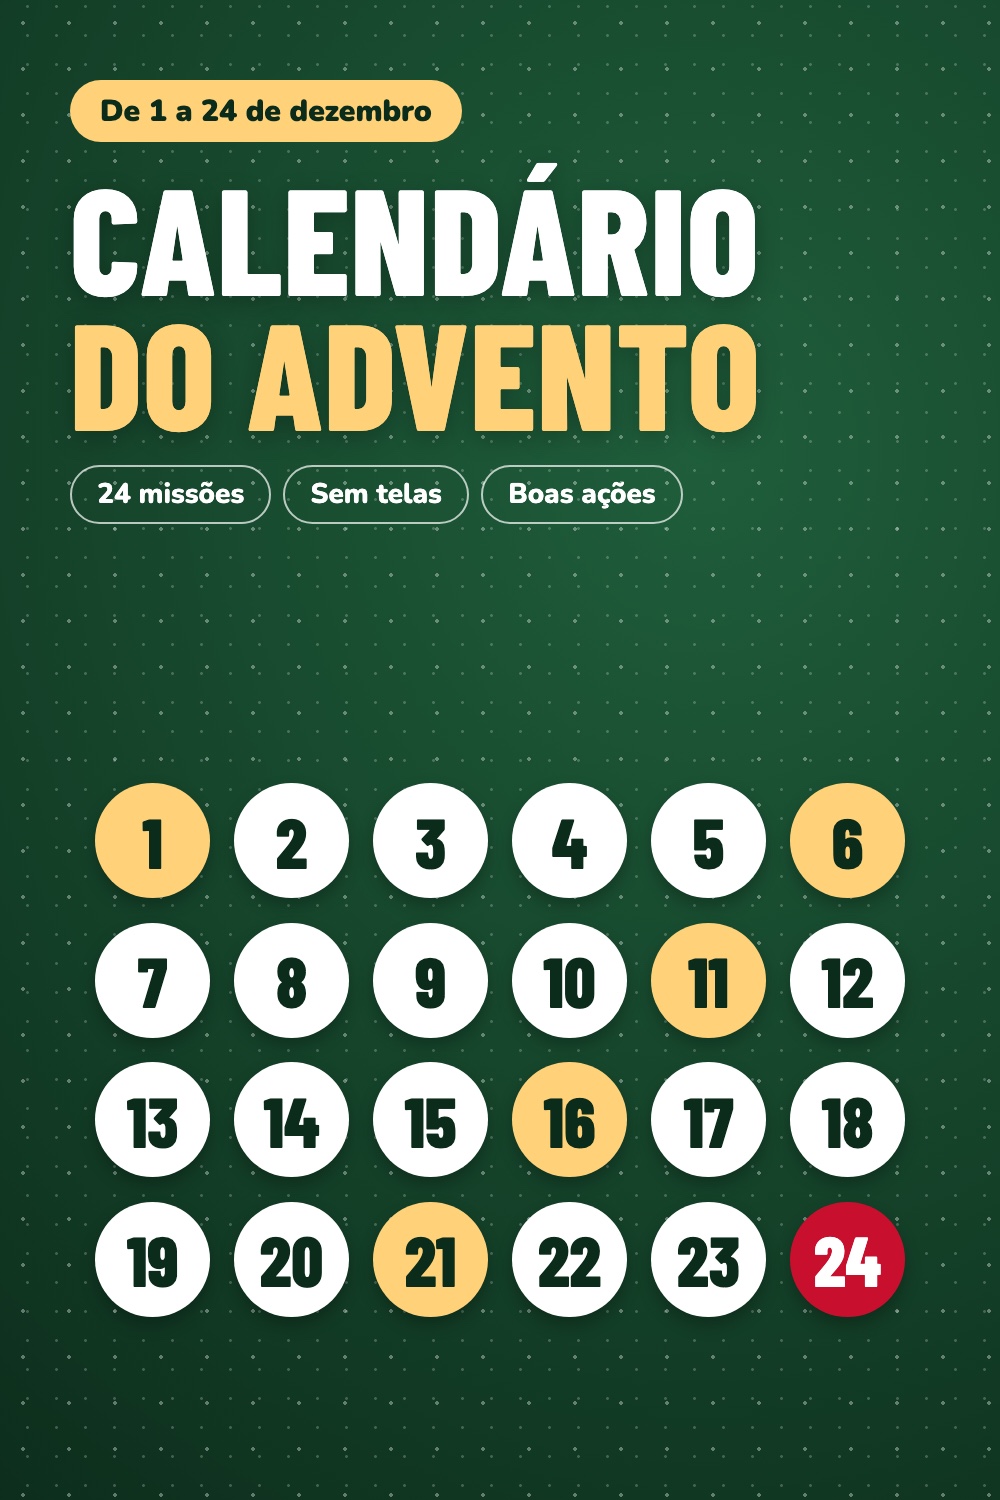 De 1 a 24 de dezembro
CALENDÁRIO
DO ADVENTO
24 missões Sem telas Boas ações
1 2 3 4 5 6
7 8 9 10 11 12
13 14 15 16 17 18
19 20 21 22 23 24